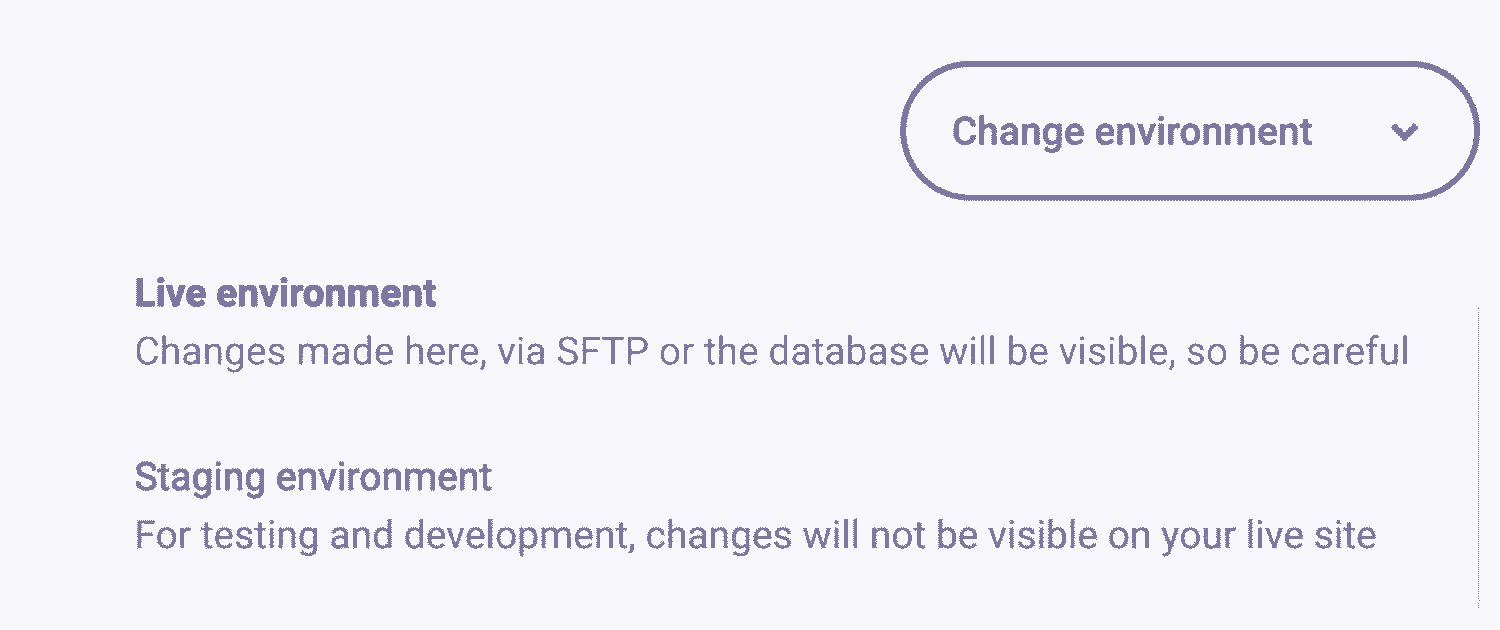 Change environment
Live environment
Changes made here, via SFTP or the database will be visible, so be careful
Staging environment
For testing and development, changes will not be visible on your live site